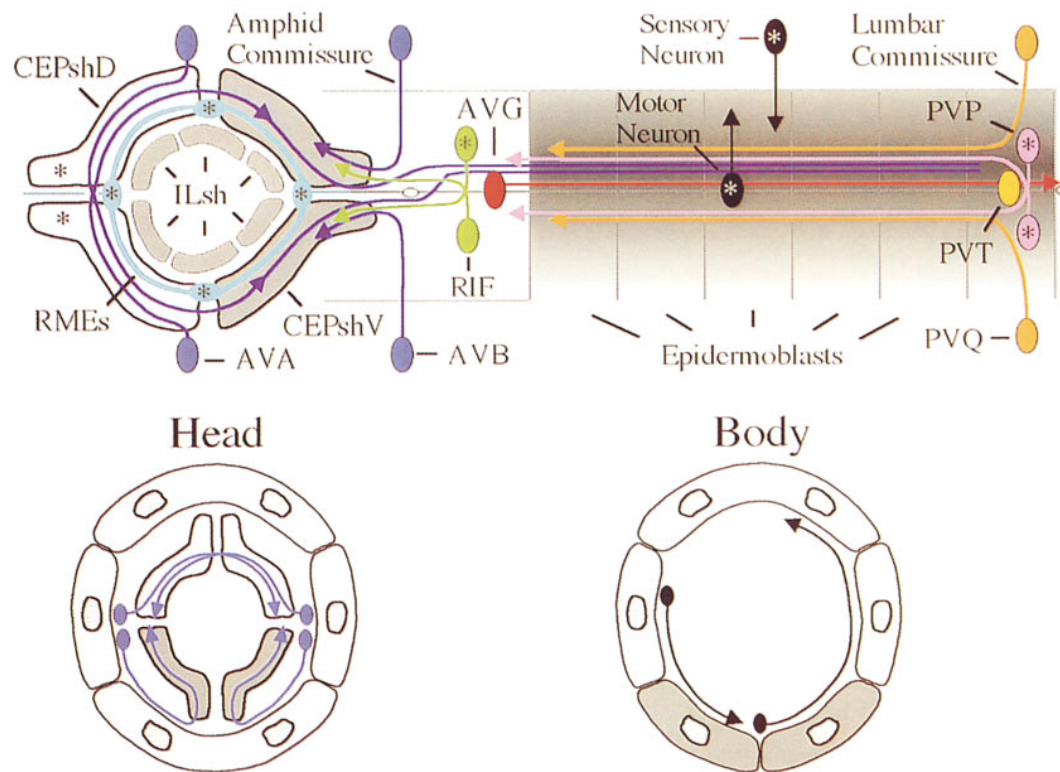 Amphid
Commissure
CEPshD
Sensory
Neuron
*
Lumbar
Commissure
AVG
Motor
Neuron
PVP
*
*
*
*
*
*
ILsh
*
*
*
*
PVT
RMEs
*
RIF
CEPshV
AVA
AVB
Epidermoblasts
PVQ
Head
Body